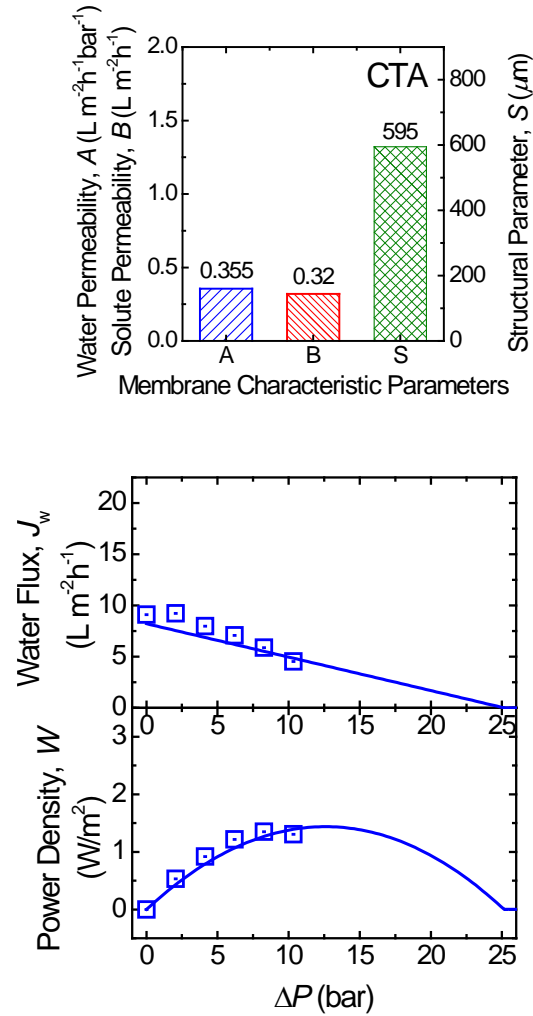 Water Permeability, A (L m⁻²h⁻¹bar⁻¹)
Solute Permeability, B (L m⁻²h⁻¹)
2.0
1.5
1.0
0.5
0.0
CTA
0.355
0.32
595
800
600
400
200
0
Structural Parameter, S (μm)
A B S
Membrane Characteristic Parameters
Water Flux, J_w
(L m⁻²h⁻¹)
20
15
10
5
0
0 5 10 15 20 25
Power Density, W
(W/m²)
3
2
1
0
0 5 10 15 20 25
ΔP (bar)